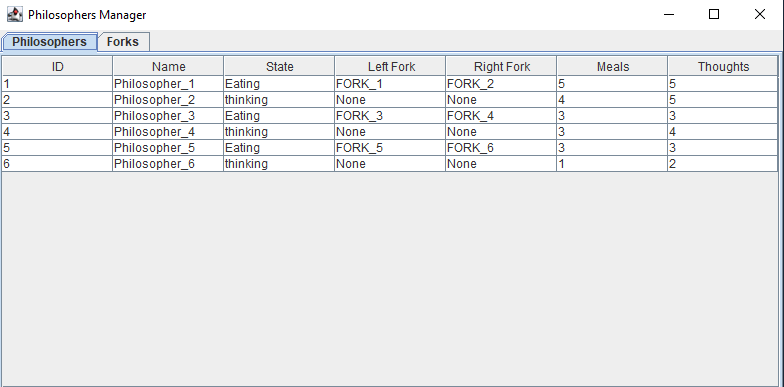 Philosophers Manager
Philosophers Forks
ID Name State Left Fork Right Fork Meals Thoughts
1 Philosopher_1 Eating FORK_1 FORK_2 5 5
2 Philosopher_2 thinking None None 4 5
3 Philosopher_3 Eating FORK_3 FORK_4 3 3
4 Philosopher_4 thinking None None 3 4
5 Philosopher_5 Eating FORK_5 FORK_6 3 3
6 Philosopher_6 thinking None None 1 2